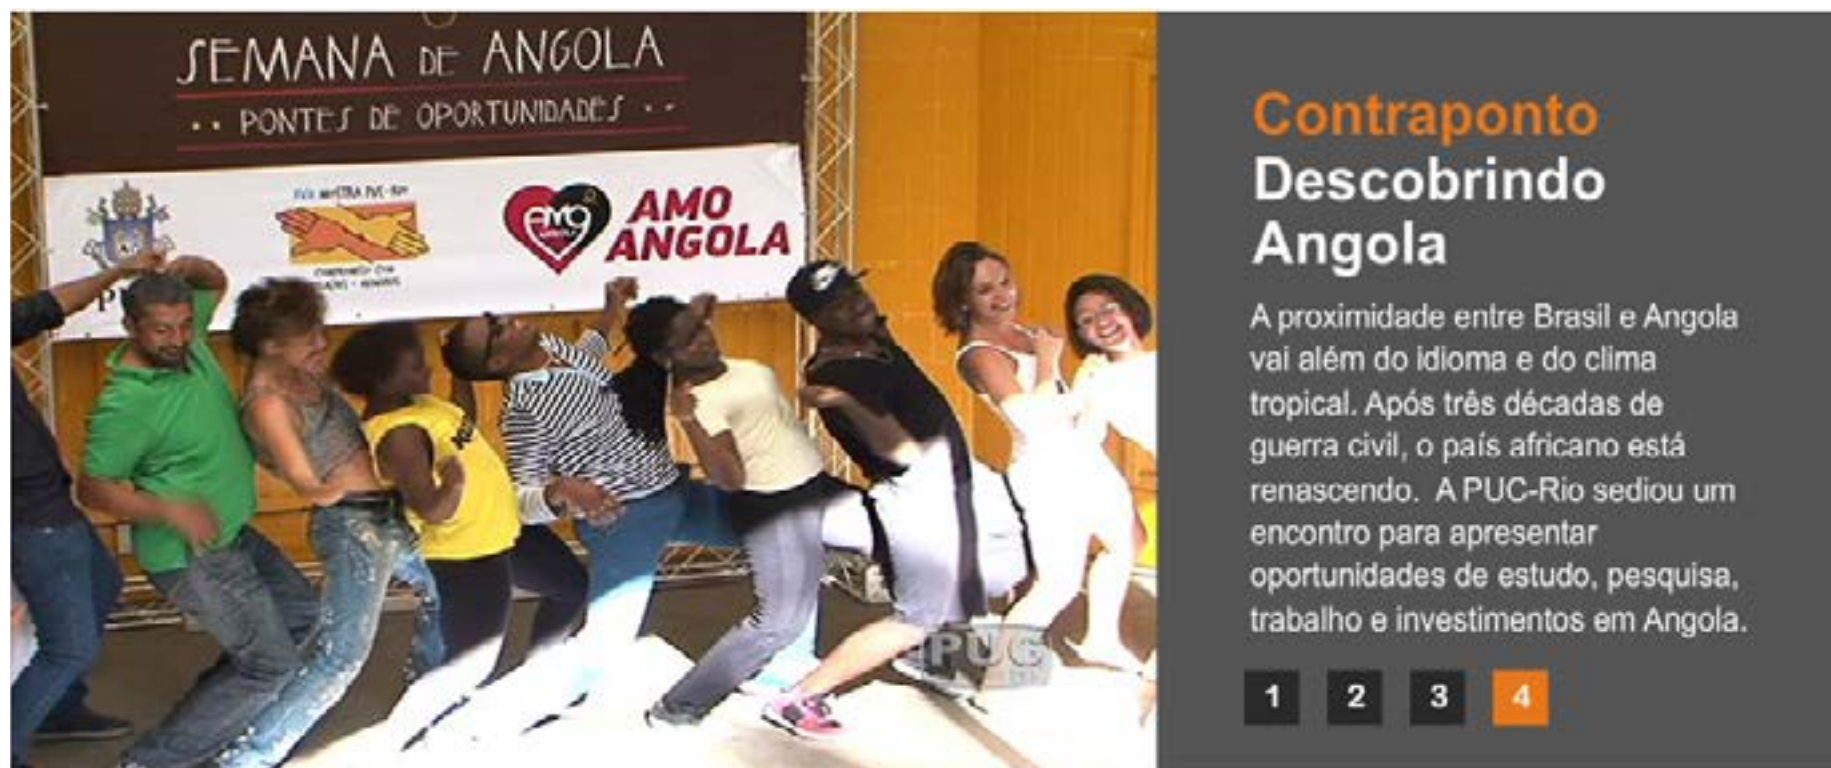 SEMANA DE ANGOLA
PONTES DE OPORTUNIDADES
AMO
AMO
ANGOLA
PUC
Contraponto
Descobrindo
Angola
A proximidade entre Brasil e Angola
vai além do idioma e do clima
tropical. Após três décadas de
guerra civil, o país africano está
renascendo. A PUC-Rio sediou um
encontro para apresentar
oportunidades de estudo, pesquisa,
trabalho e investimentos em Angola.
1 2 3 4